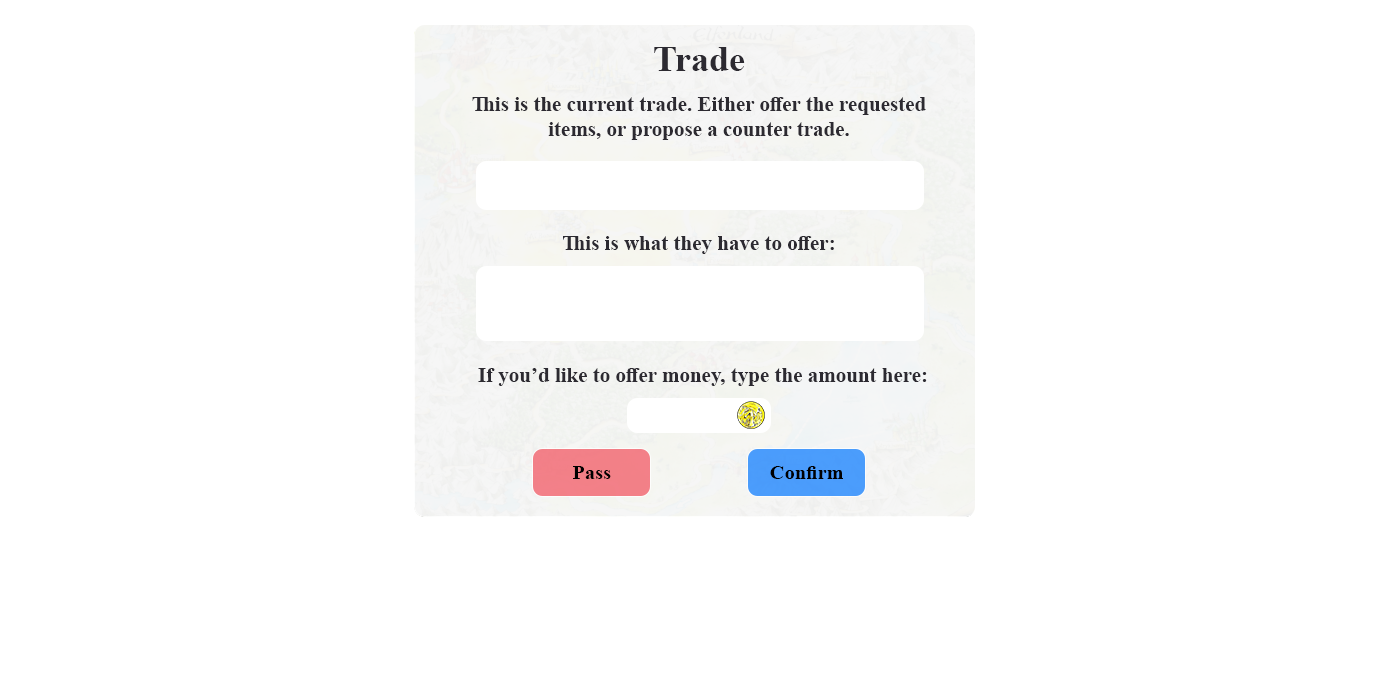 Elfenland
Trade
This is the current trade. Either offer the requested
items, or propose a counter trade.
This is what they have to offer:
If you’d like to offer money, type the amount here:
Pass
Confirm